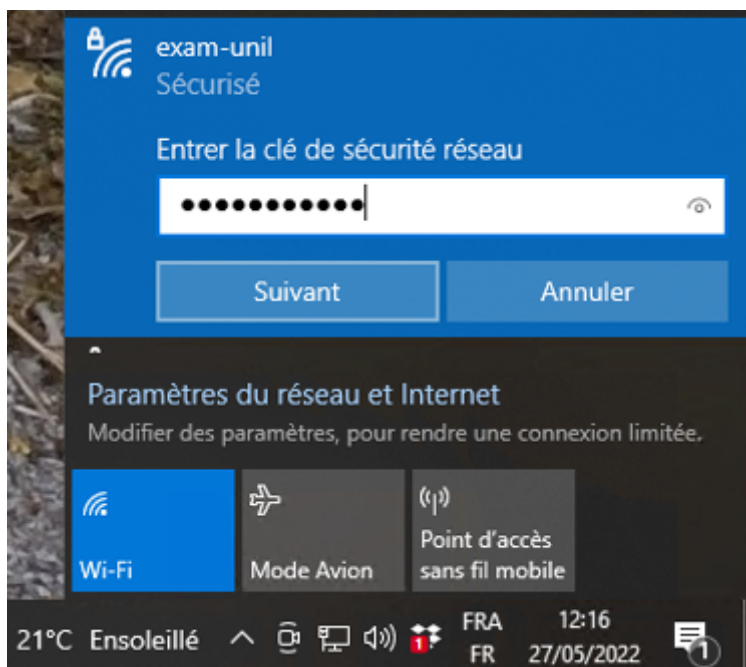 exam-unil
Sécurisé
Entrer la clé de sécurité réseau
•••••••••••
Suivant
Annuler
Paramètres du réseau et Internet
Modifier des paramètres, pour rendre une connexion limitée.
Wi-Fi
Mode Avion
Point d'accès
sans fil mobile
21°C Ensoleillé
1
FRA
FR
12:16
27/05/2022
1